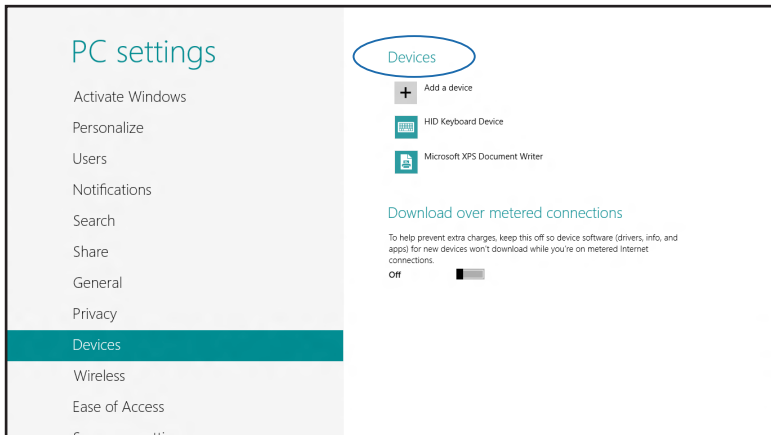 PC settings
Activate Windows
Personalize
Users
Notifications
Search
Share
General
Privacy
Devices
Wireless
Ease of Access
Devices
Add a device
HID Keyboard Device
Microsoft XPS Document Writer
Download over metered connections
To help prevent extra charges, keep this off so device software (drivers, info, and
apps) for new devices won't download while you're on metered Internet
connections.
Off